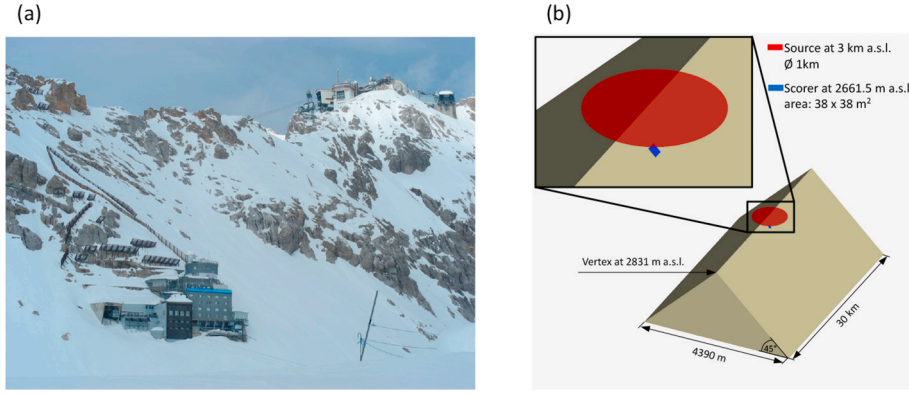 (a)
(b)
Source at 3 km a.s.l.
Ø 1km
Scorer at 2661.5 m a.s.l
area: 38 x 38 m²
Vertex at 2831 m a.s.l.
45°
4390 m
30 km